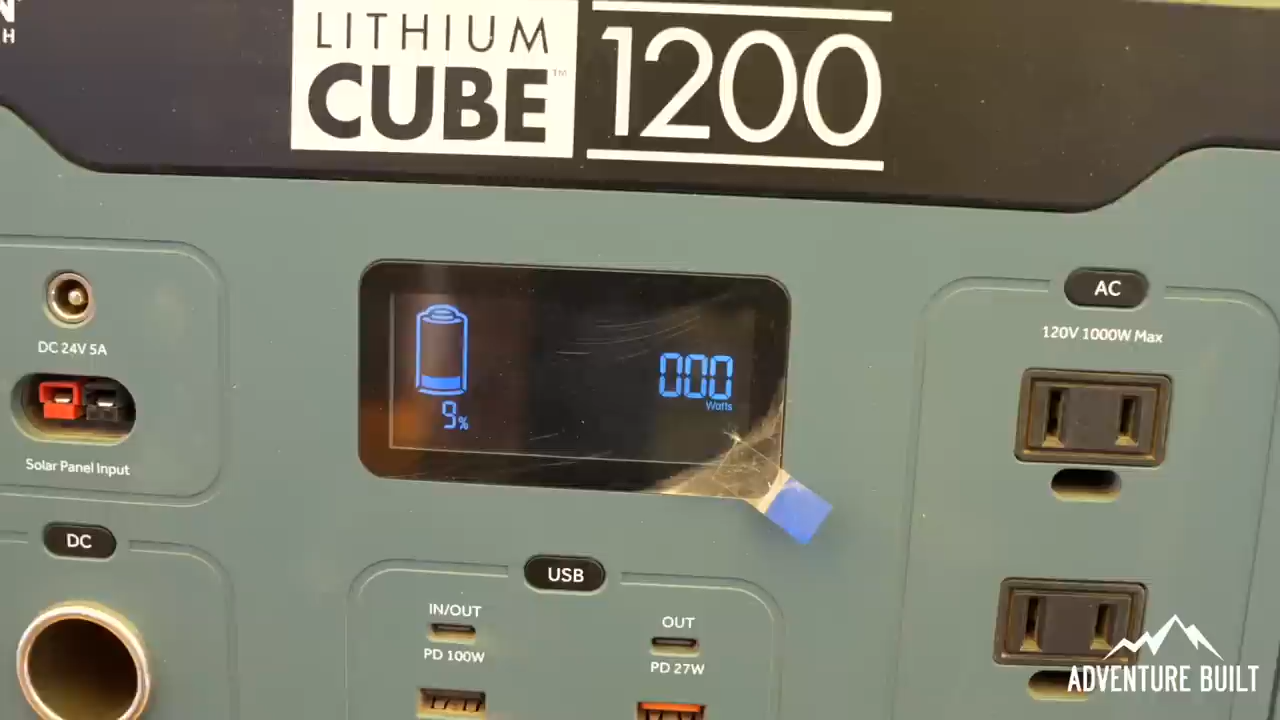 N
H
LITHIUM
CUBE™
1200
AC
120V 1000W Max
DC 24V 5A
9%
000
Watts
Solar Panel Input
DC
USB
IN/OUT
OUT
PD 100W
PD 27W
ADVENTURE BUILT